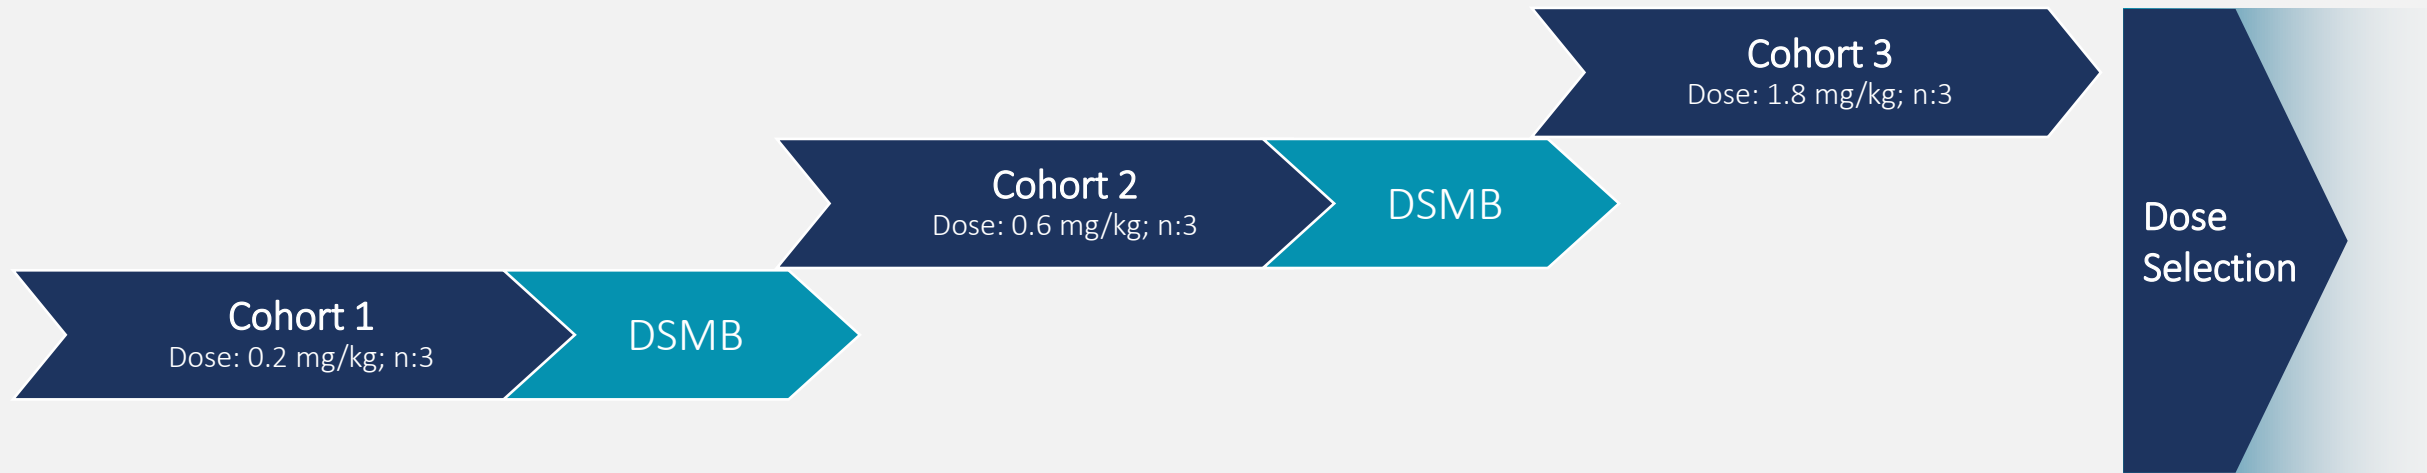 Cohort 1
Dose: 0.2 mg/kg; n:3
DSMB
Cohort 2
Dose: 0.6 mg/kg; n:3
DSMB
Cohort 3
Dose: 1.8 mg/kg; n:3
Dose
Selection